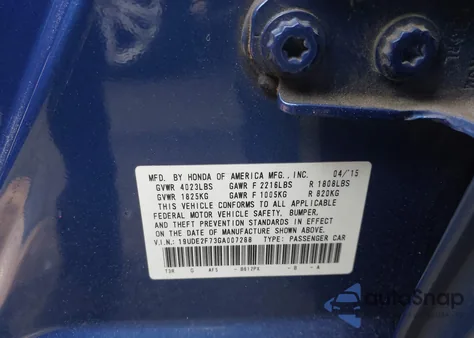 MFD. BY HONDA OF AMERICA MFG., INC. 04/'15
GVWR 4023LBS GAWR F 2216LBS R 1808LBS
GVWR 1825KG GAWR F 1005KG R 820KG
THIS VEHICLE CONFORMS TO ALL APPLICABLE
FEDERAL MOTOR VEHICLE SAFETY, BUMPER,
AND THEFT PREVENTION STANDARDS IN EFFECT
ON THE DATE OF MANUFACTURE SHOWN ABOVE.
V.I.N.: 19UDE2F73GA007288 TYPE: PASSENGER CAR
- B - A
autoSnap